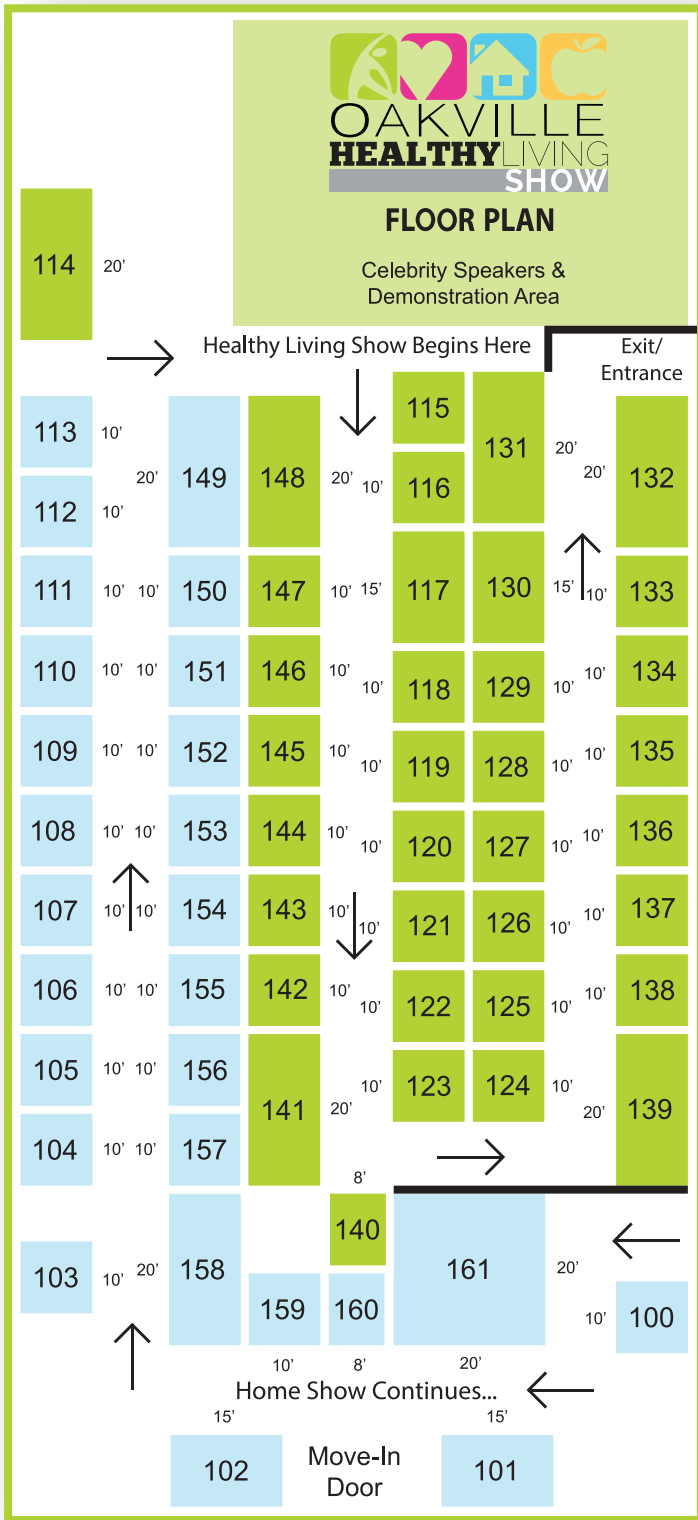 OAKVILLE
HEALTHY LIVING
SHOW
FLOOR PLAN
Celebrity Speakers &
Demonstration Area
114 20'
Healthy Living Show Begins Here
Exit/
Entrance
113 10'
20' 149
148 20'
10' 116
115
131 20'
20' 132
112 10'
111 10' 10' 150 147 10' 15' 117 130 15' 10' 133
110 10' 10' 151 146 10' 10' 118 129 10' 10' 134
109 10' 10' 152 145 10' 10' 119 128 10' 10' 135
108 10' 10' 153 144 10' 10' 120 127 10' 10' 136
107 10' 10' 154 143 10' 10' 121 126 10' 10' 137
106 10' 10' 155 142 10' 10' 122 125 10' 10' 138
105 10' 10' 156 141 20' 10' 123 124 10' 20' 139
104 10' 10' 157
8'
140
103 10' 20' 158 159 160 161 20' 10' 100
10' 8' 20'
Home Show Continues...
15' 15'
102 Move-In 101
Door